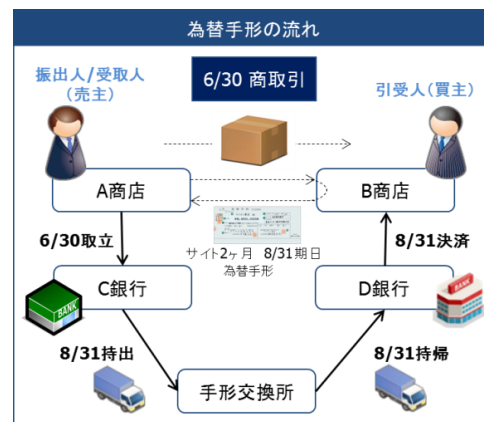 為替手形の流れ
振出人/受取人
(売主)
6/30 商取引
引受人(買主)
A商店
B商店
6/30取立
サイト2ヶ月 8/31期日
為替手形
8/31決済
C銀行
D銀行
BANK
BANK
8/31持出
8/31持帰
手形交換所